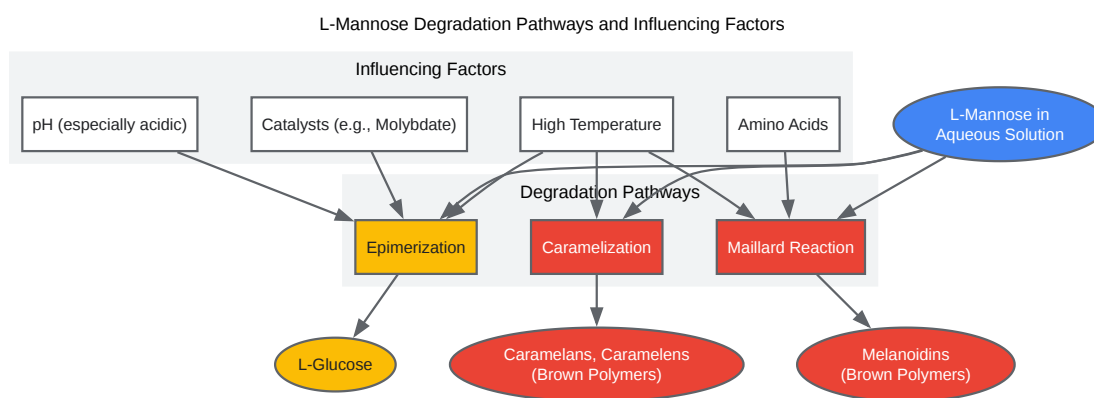 L-Mannose Degradation Pathways and Influencing Factors
Influencing Factors
pH (especially acidic)
Catalysts (e.g., Molybdate)
High Temperature
Amino Acids
L-Mannose in
Aqueous Solution
Degradation Pathways
Epimerization
Caramelization
Maillard Reaction
L-Glucose
Caramelans, Caramelens
(Brown Polymers)
Melanoidins
(Brown Polymers)